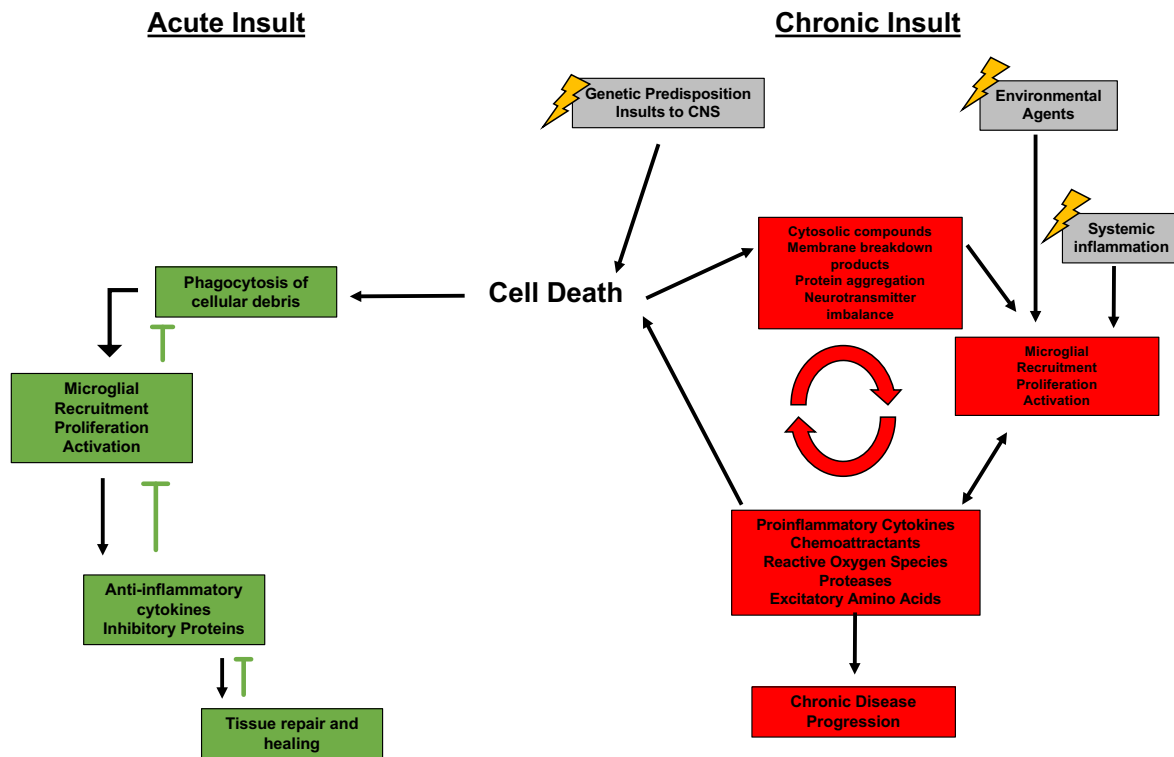 Acute Insult
Chronic Insult
Genetic Predisposition
Insults to CNS
Environmental
Agents
Systemic
inflammation
Cytosolic compounds
Membrane breakdown
products
Protein aggregation
Neurotransmitter
imbalance
Phagocytosis of
cellular debris
Cell Death
Microglial
Recruitment
Proliferation
Activation
Microglial
Recruitment
Proliferation
Activation
Proinflammatory Cytokines
Chemoattractants
Reactive Oxygen Species
Proteases
Excitatory Amino Acids
Anti-inflammatory
cytokines
Inhibitory Proteins
Chronic Disease
Progression
Tissue repair and
healing